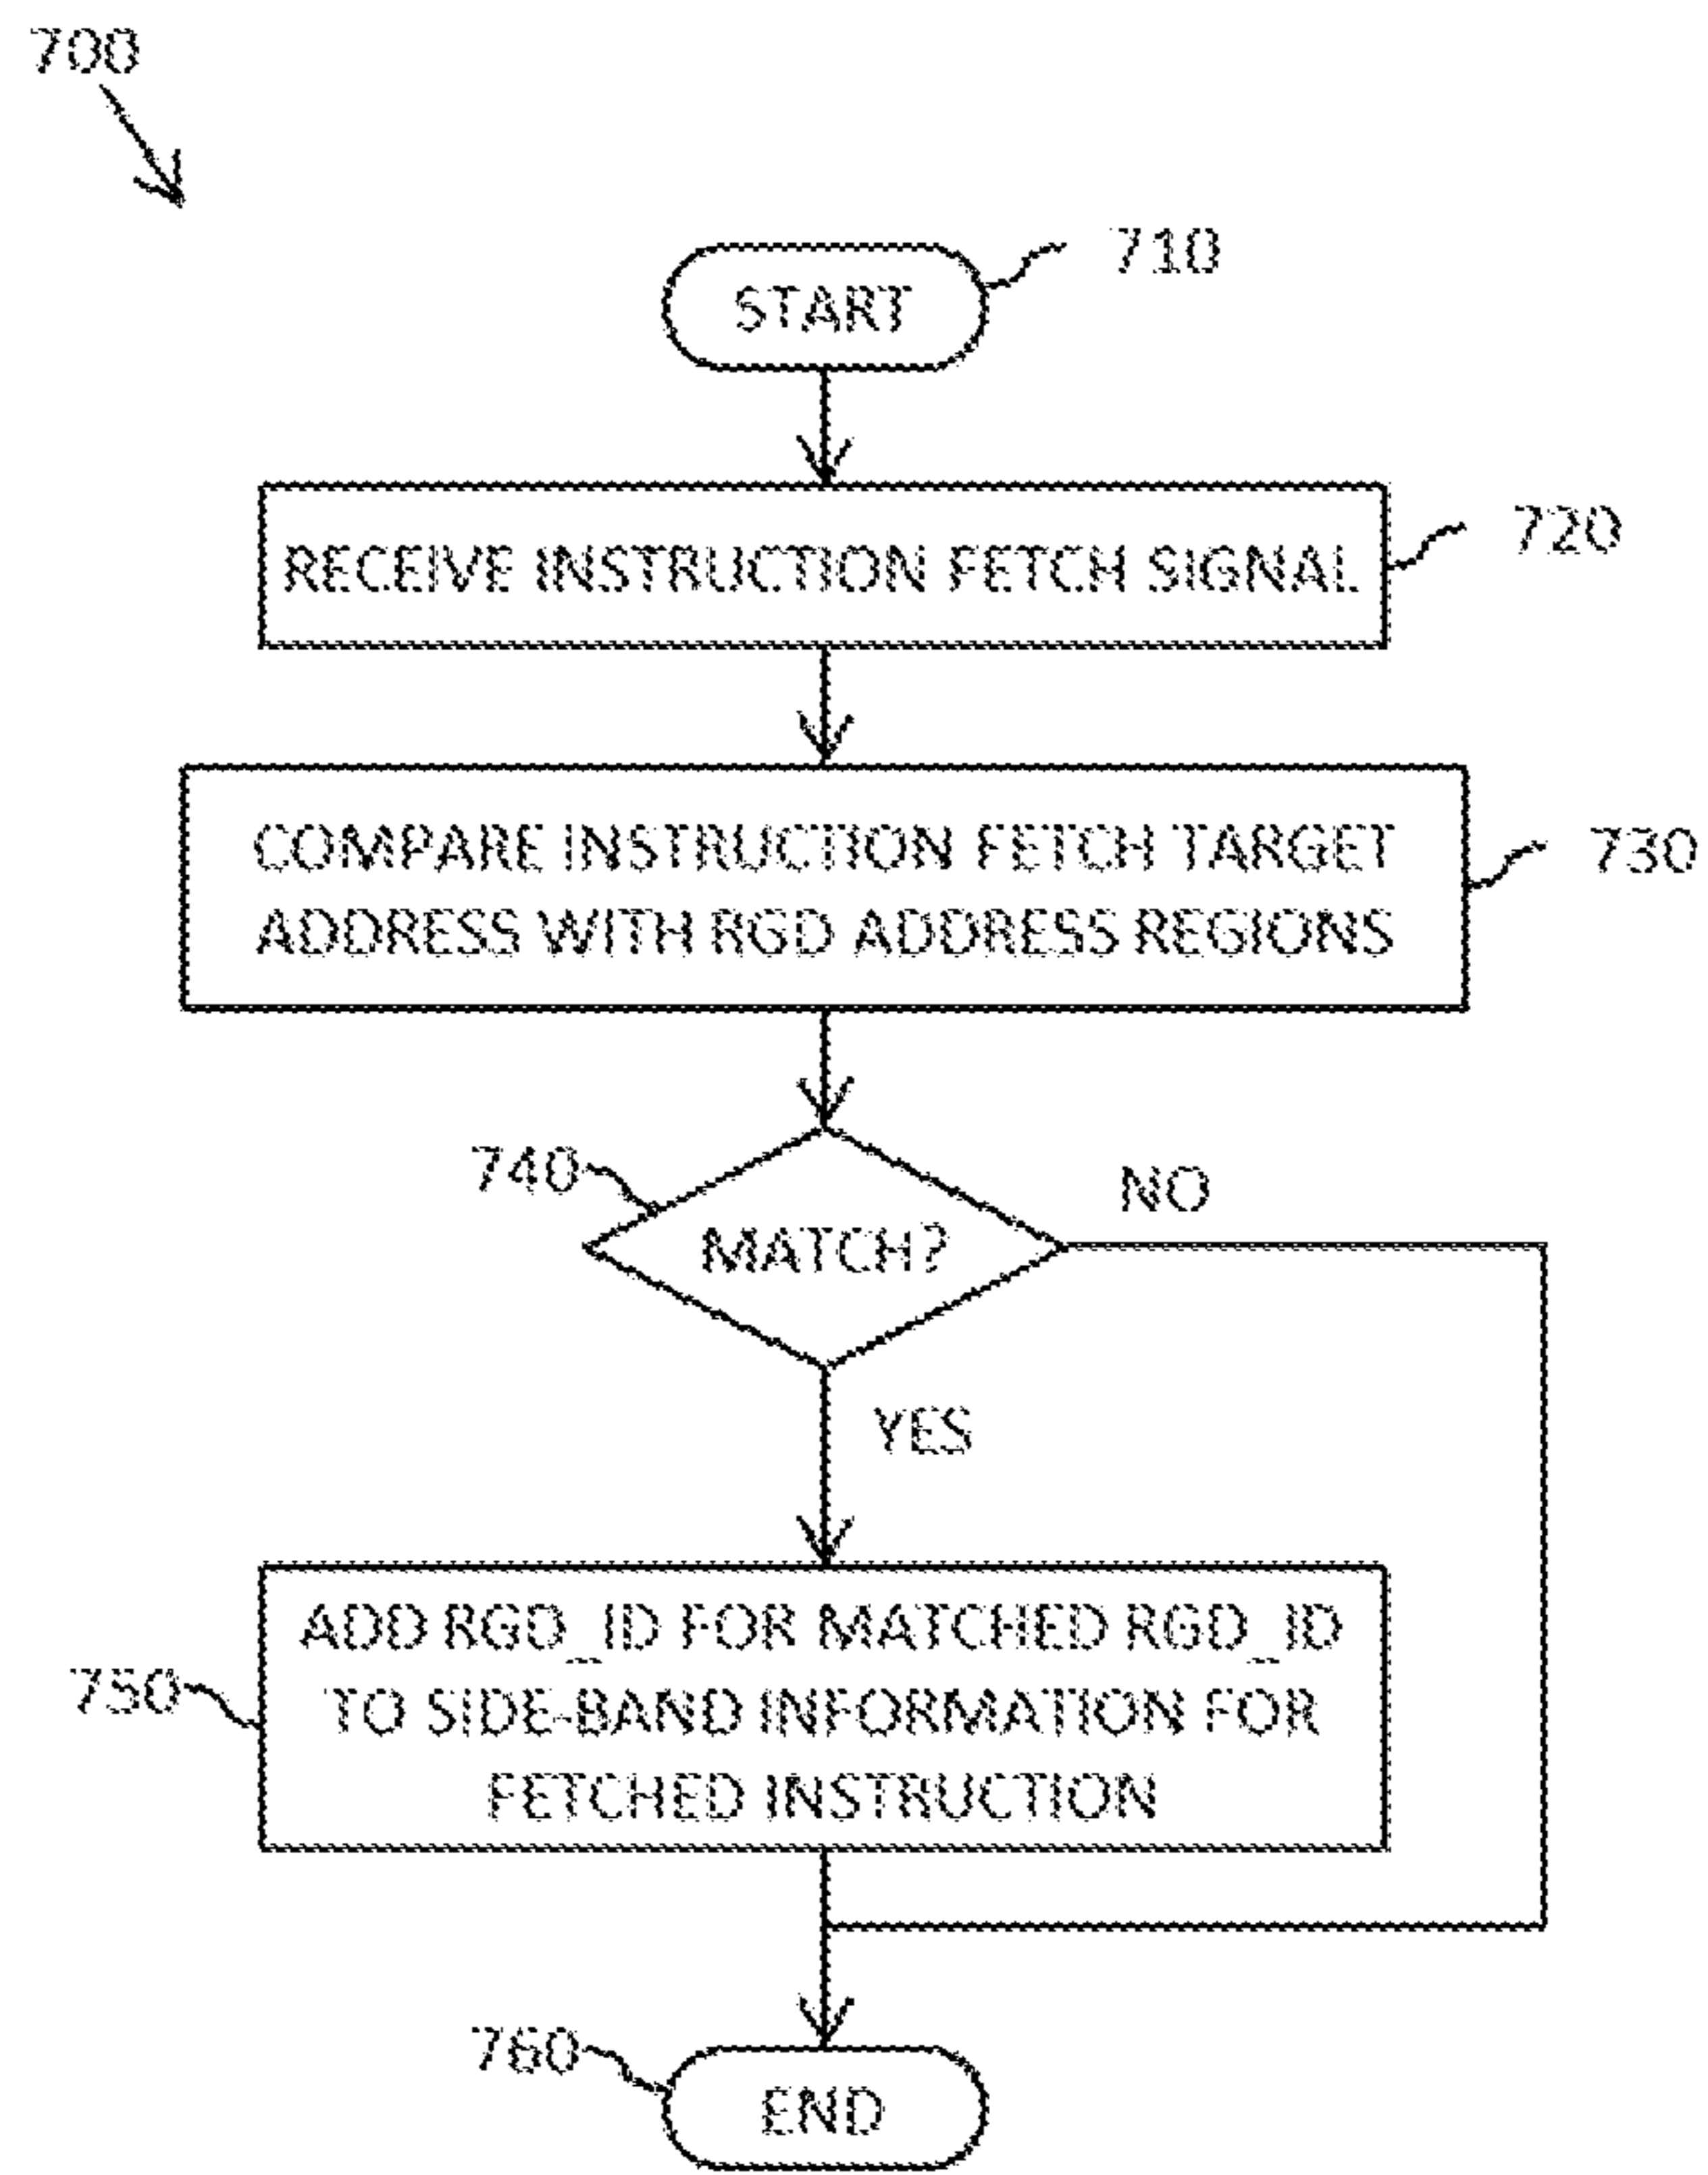 700
710
START
720
RECEIVE INSTRUCTION FETCH SIGNAL
730
COMPARE INSTRUCTION FETCH TARGET
ADDRESS WITH RGD ADDRESS REGIONS
740
NO
MATCH?
YES
750
ADD RGD_ID FOR MATCHED RGD_ID
TO SIDE-BAND INFORMATION FOR
FETCHED INSTRUCTION
760
END